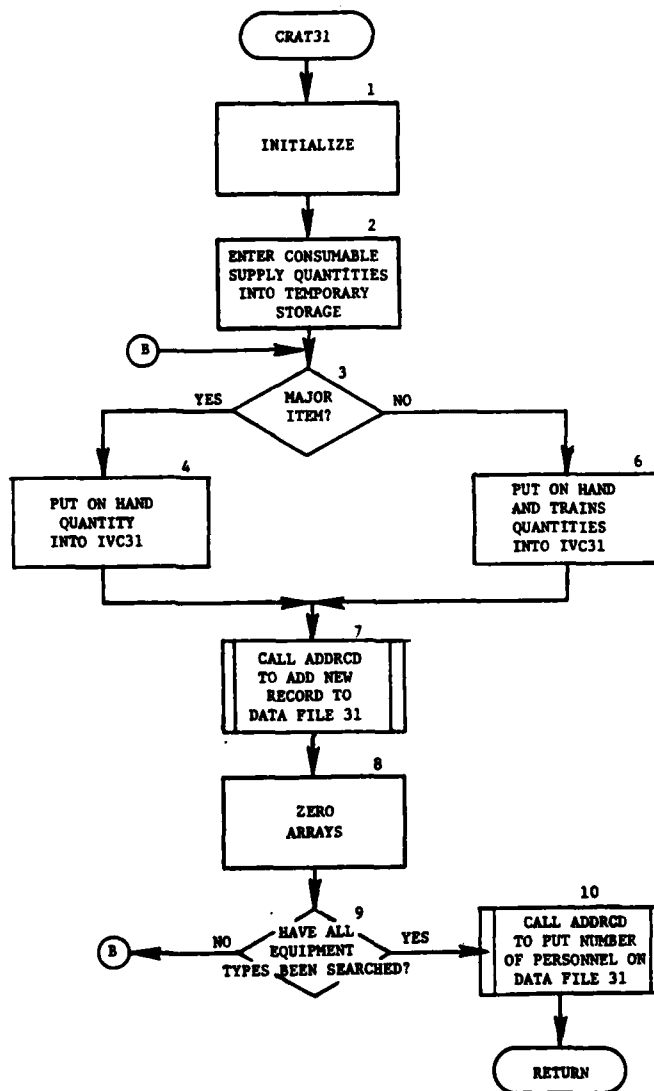 CRAT31
1
INITIALIZE
2
ENTER CONSUMABLE
SUPPLY QUANTITIES
INTO TEMPORARY
STORAGE
B
3
MAJOR
ITEM?
YES
NO
4
PUT ON HAND
QUANTITY
INTO IVC31
6
PUT ON HAND
AND TRAINS
QUANTITIES
INTO IVC31
7
CALL ADDRCD
TO ADD NEW
RECORD TO
DATA FILE 31
8
ZERO
ARRAYS
9
HAVE ALL
EQUIPMENT
TYPES BEEN SEARCHED?
NO
YES
B
10
CALL ADDRCD
TO PUT NUMBER
OF PERSONNEL ON
DATA FILE 31
RETURN